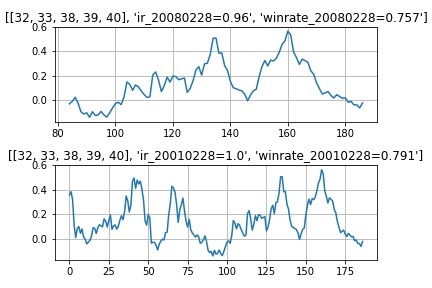 [[32, 33, 38, 39, 40], 'ir_20080228=0.96', 'winrate_20080228=0.757']
0.6
0.4
0.2
0.0
80 100 120 140 160 180
[[32, 33, 38, 39, 40], 'ir_20010228=1.0', 'winrate_20010228=0.791']
0.6
0.4
0.2
0.0
0 25 50 75 100 125 150 175